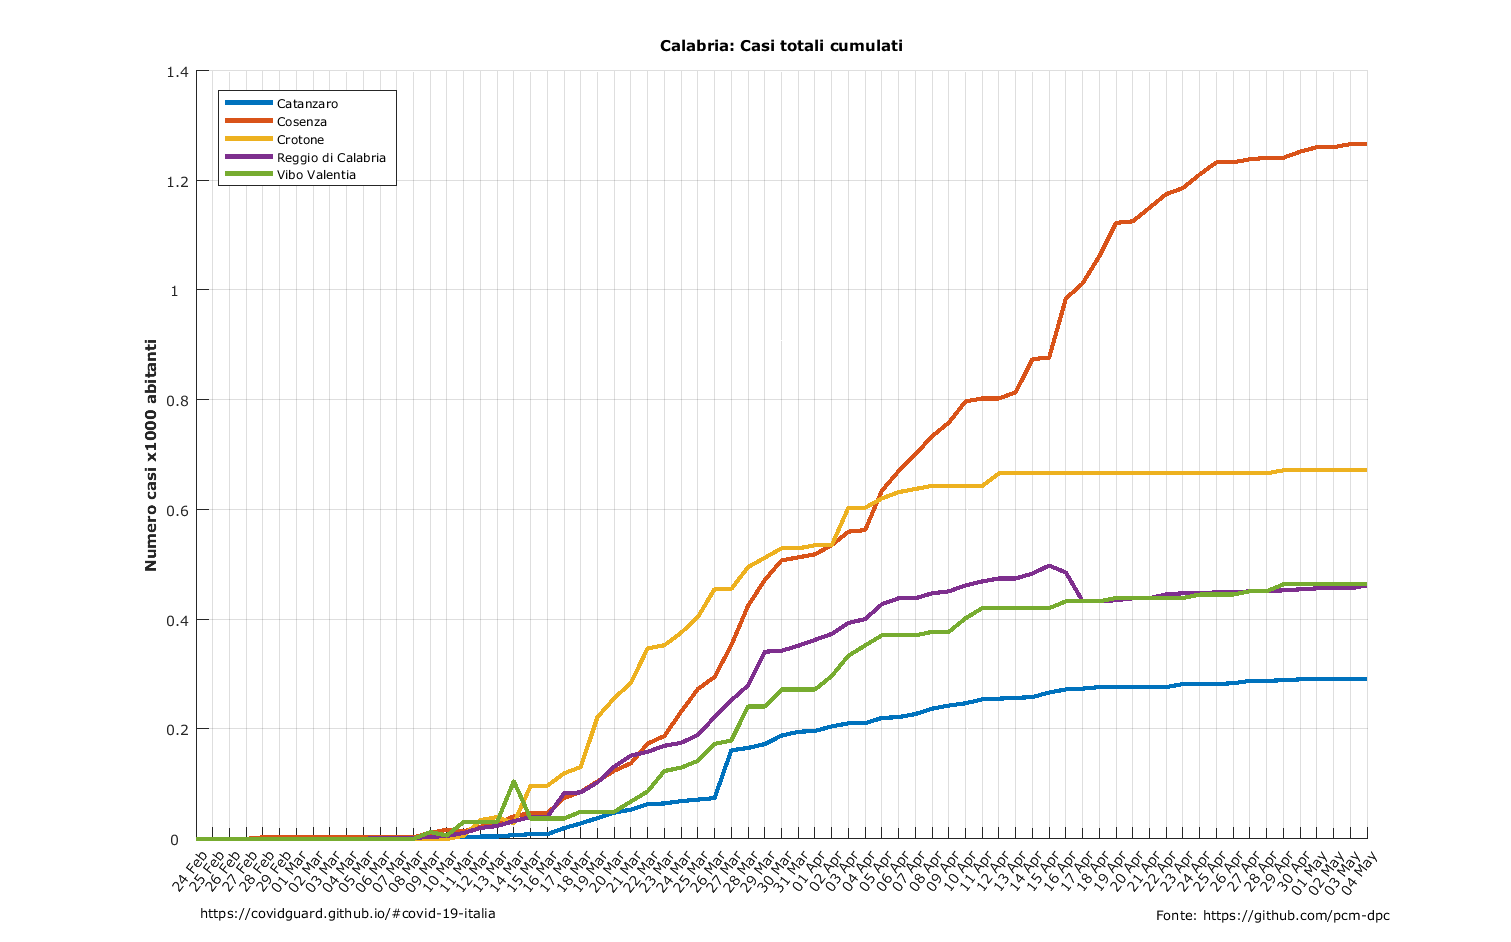 Calabria: Casi totali cumulati
1.4
1.2
1
0.8
0.6
0.4
0.2
0
Numero casi x1000 abitanti
Catanzaro
Cosenza
Crotone
Reggio di Calabria
Vibo Valentia
24 Feb
25 Feb
26 Feb
27 Feb
28 Feb
29 Feb
01 Mar
02 Mar
03 Mar
04 Mar
05 Mar
06 Mar
07 Mar
08 Mar
09 Mar
10 Mar
11 Mar
12 Mar
13 Mar
14 Mar
15 Mar
16 Mar
17 Mar
18 Mar
19 Mar
20 Mar
21 Mar
22 Mar
23 Mar
24 Mar
25 Mar
26 Mar
27 Mar
28 Mar
29 Mar
30 Mar
31 Mar
01 Apr
02 Apr
03 Apr
04 Apr
05 Apr
06 Apr
07 Apr
08 Apr
09 Apr
10 Apr
11 Apr
12 Apr
13 Apr
14 Apr
15 Apr
16 Apr
17 Apr
18 Apr
19 Apr
20 Apr
21 Apr
22 Apr
23 Apr
24 Apr
25 Apr
26 Apr
27 Apr
28 Apr
29 Apr
30 Apr
01 May
02 May
03 May
04 May
https://covidguard.github.io/#covid-19-italia
Fonte: https://github.com/pcm-dpc